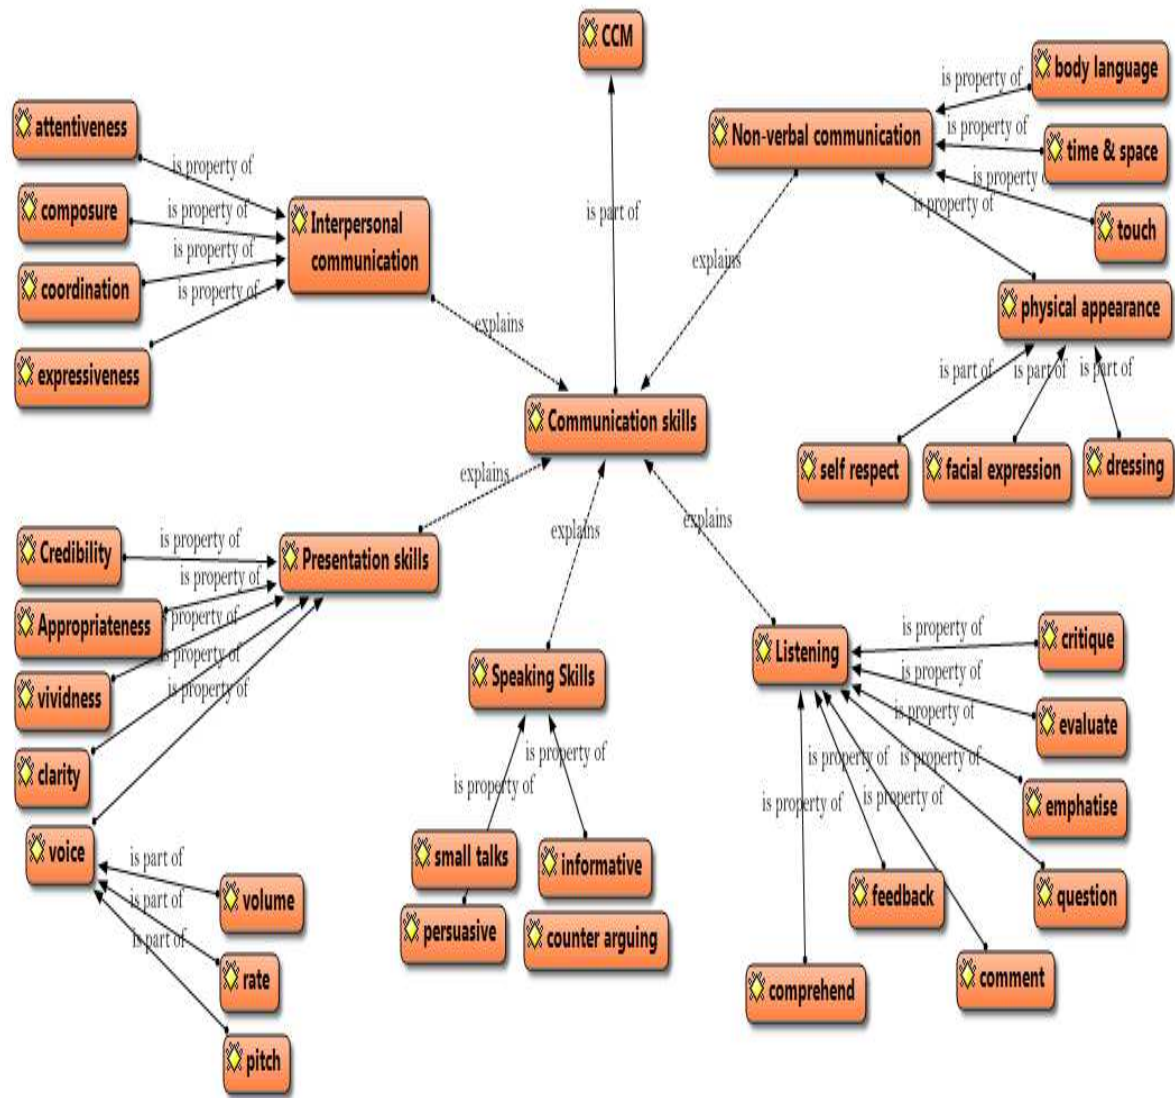 CCM
body language
is property of
Non-verbal communication
is property of
time & space
is property of
touch
is property of
physical appearance
is part of
is part of
is part of
self respect
facial expression
dressing
attentiveness
is property of
composure
is property of
Interpersonal
communication
coordination
is property of
is property of
expressiveness
is part of
explains
explains
Communication skills
explains
explains
explains
Credibility
is property of
Presentation skills
is property of
Appropriateness
property of
vividness
is property of
is property of
clarity
voice
is part of
is part of
is part of
volume
rate
pitch
Speaking Skills
is property of
is property of
small talks
informative
persuasive
counter arguing
Listening
is property of
critique
is property of
evaluate
is property of
is property of
emphatise
is property of
is property of
is property of
question
feedback
comment
comprehend